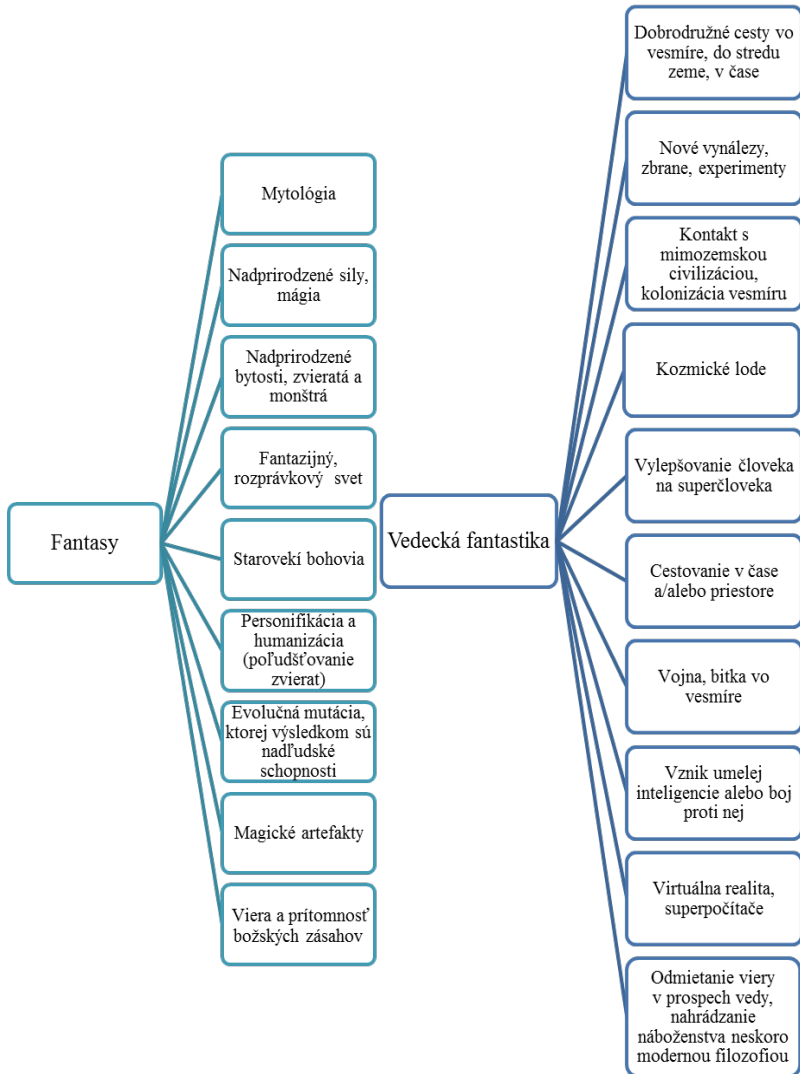 Fantasy
Mytológia
Nadprirodzené sily,
mágia
Nadprirodzené
bytosti, zvieratá a
monštrá
Fantazijný,
rozprávkový svet
Starovekí bohovia
Personifikácia a
humanizácia
(poľudšťovanie
zvierat)
Evolučná mutácia,
ktorej výsledkom sú
nadľudské
schopnosti
Magické artefakty
Viera a prítomnosť
božských zásahov
Vedecká fantastika
Dobrodružné cesty vo
vesmíre, do stredu
zeme, v čase
Nové vynálezy,
zbrane, experimenty
Kontakt s
mimozemskou
civilizáciou,
kolonizácia vesmíru
Kozmické lode
Vylepšovanie človeka
na superčloveka
Cestovanie v čase
a/alebo priestore
Vojna, bitka vo
vesmíre
Vznik umelej
inteligencie alebo boj
proti nej
Virtuálna realita,
superpočítače
Odmietanie viery
v prospech vedy,
nahrádzanie
náboženstva neskoro
modernou filozofiou